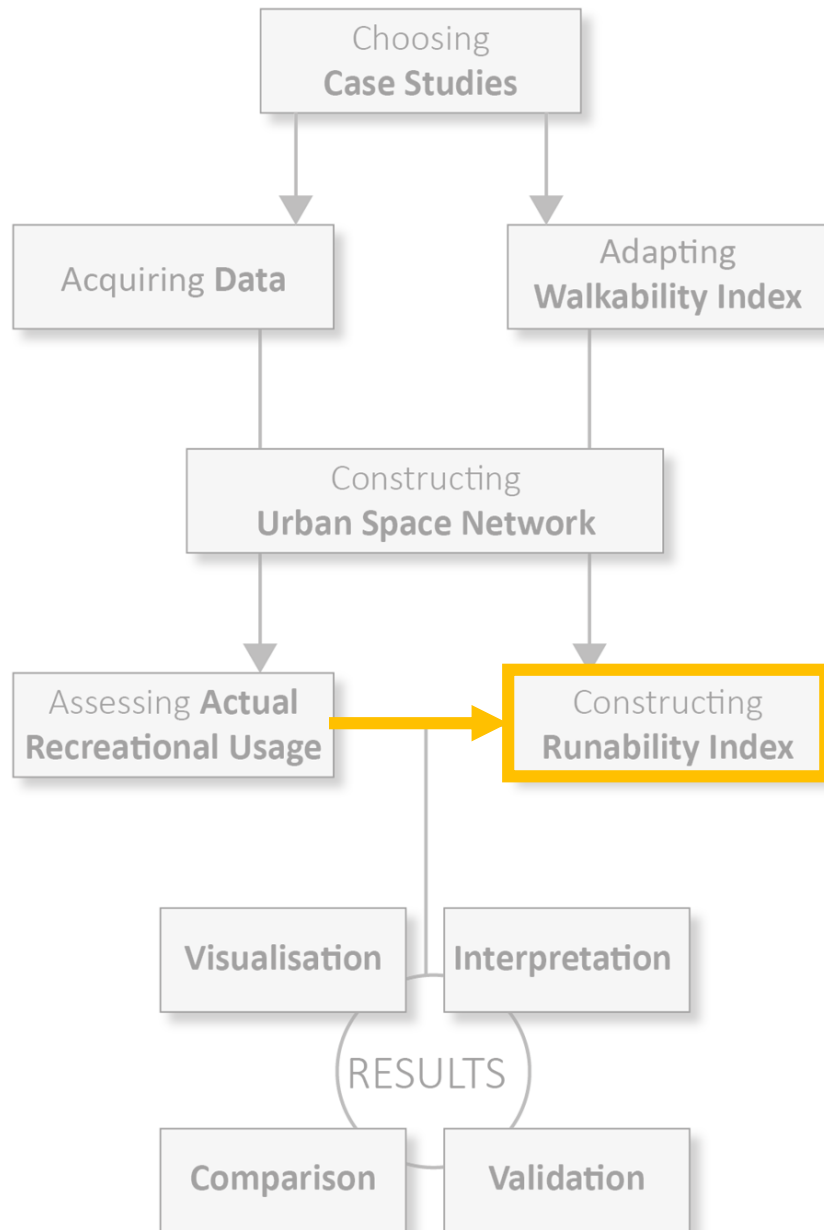 Choosing
Case Studies
Acquiring Data
Adapting
Walkability Index
Constructing
Urban Space Network
Assessing Actual
Recreational Usage
Constructing
Runability Index
Visualisation
Interpretation
RESULTS
Comparison
Validation